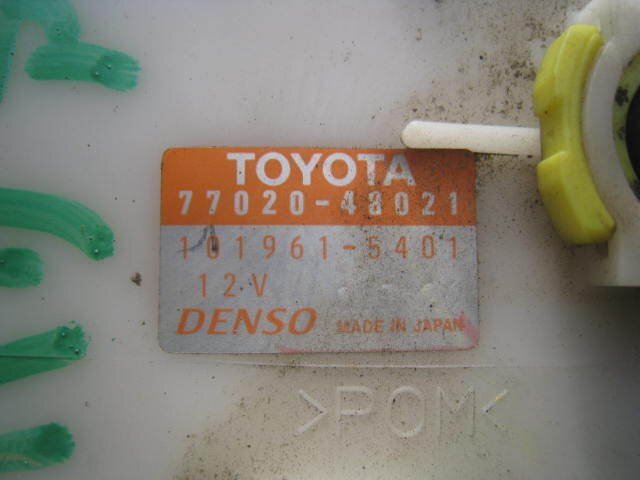 TOYOTA
77020-48021
101961-5401
12V
DENSO MADE IN JAPAN
>POM<